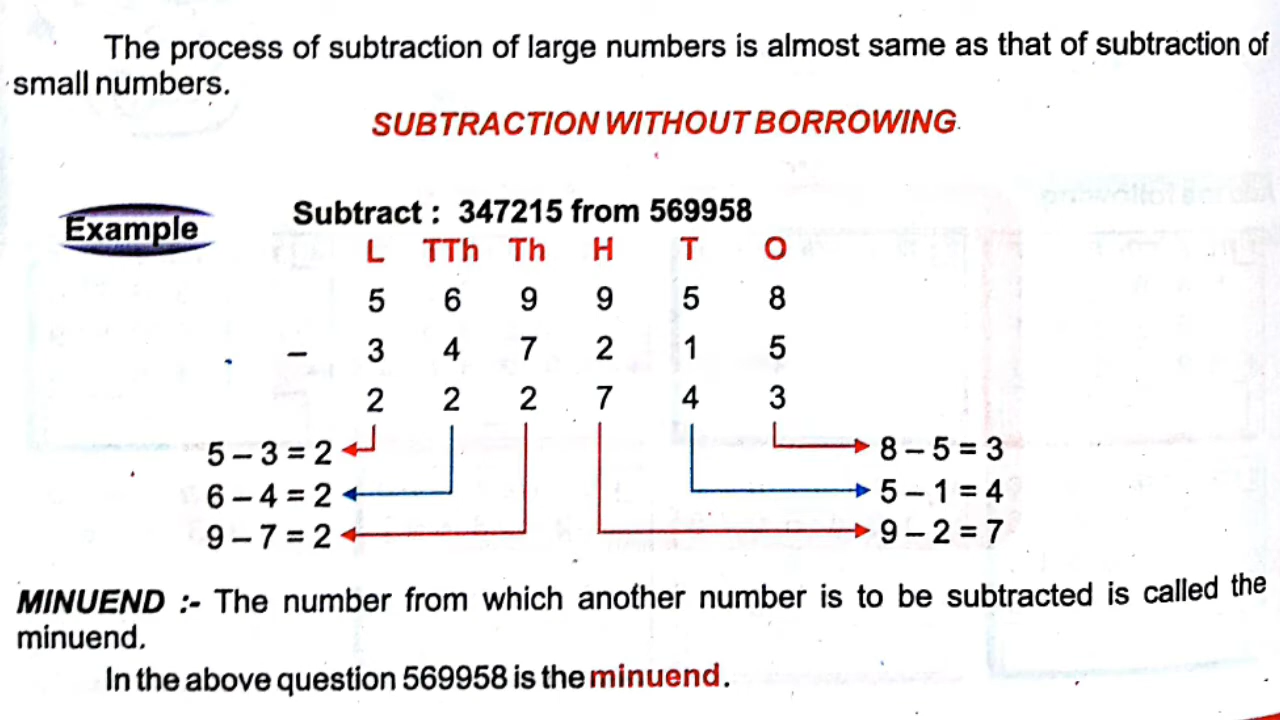 The process of subtraction of large numbers is almost same as that of subtraction of
small numbers.
SUBTRACTION WITHOUT BORROWING
Example
Subtract : 347215 from 569958
L TTh Th H T O
5 6 9 9 5 8
– 3 4 7 2 1 5
2 2 2 7 4 3
5 – 3 = 2 8 – 5 = 3
6 – 4 = 2 5 – 1 = 4
9 – 7 = 2 9 – 2 = 7
MINUEND :- The number from which another number is to be subtracted is called the
minuend.
In the above question 569958 is the minuend.